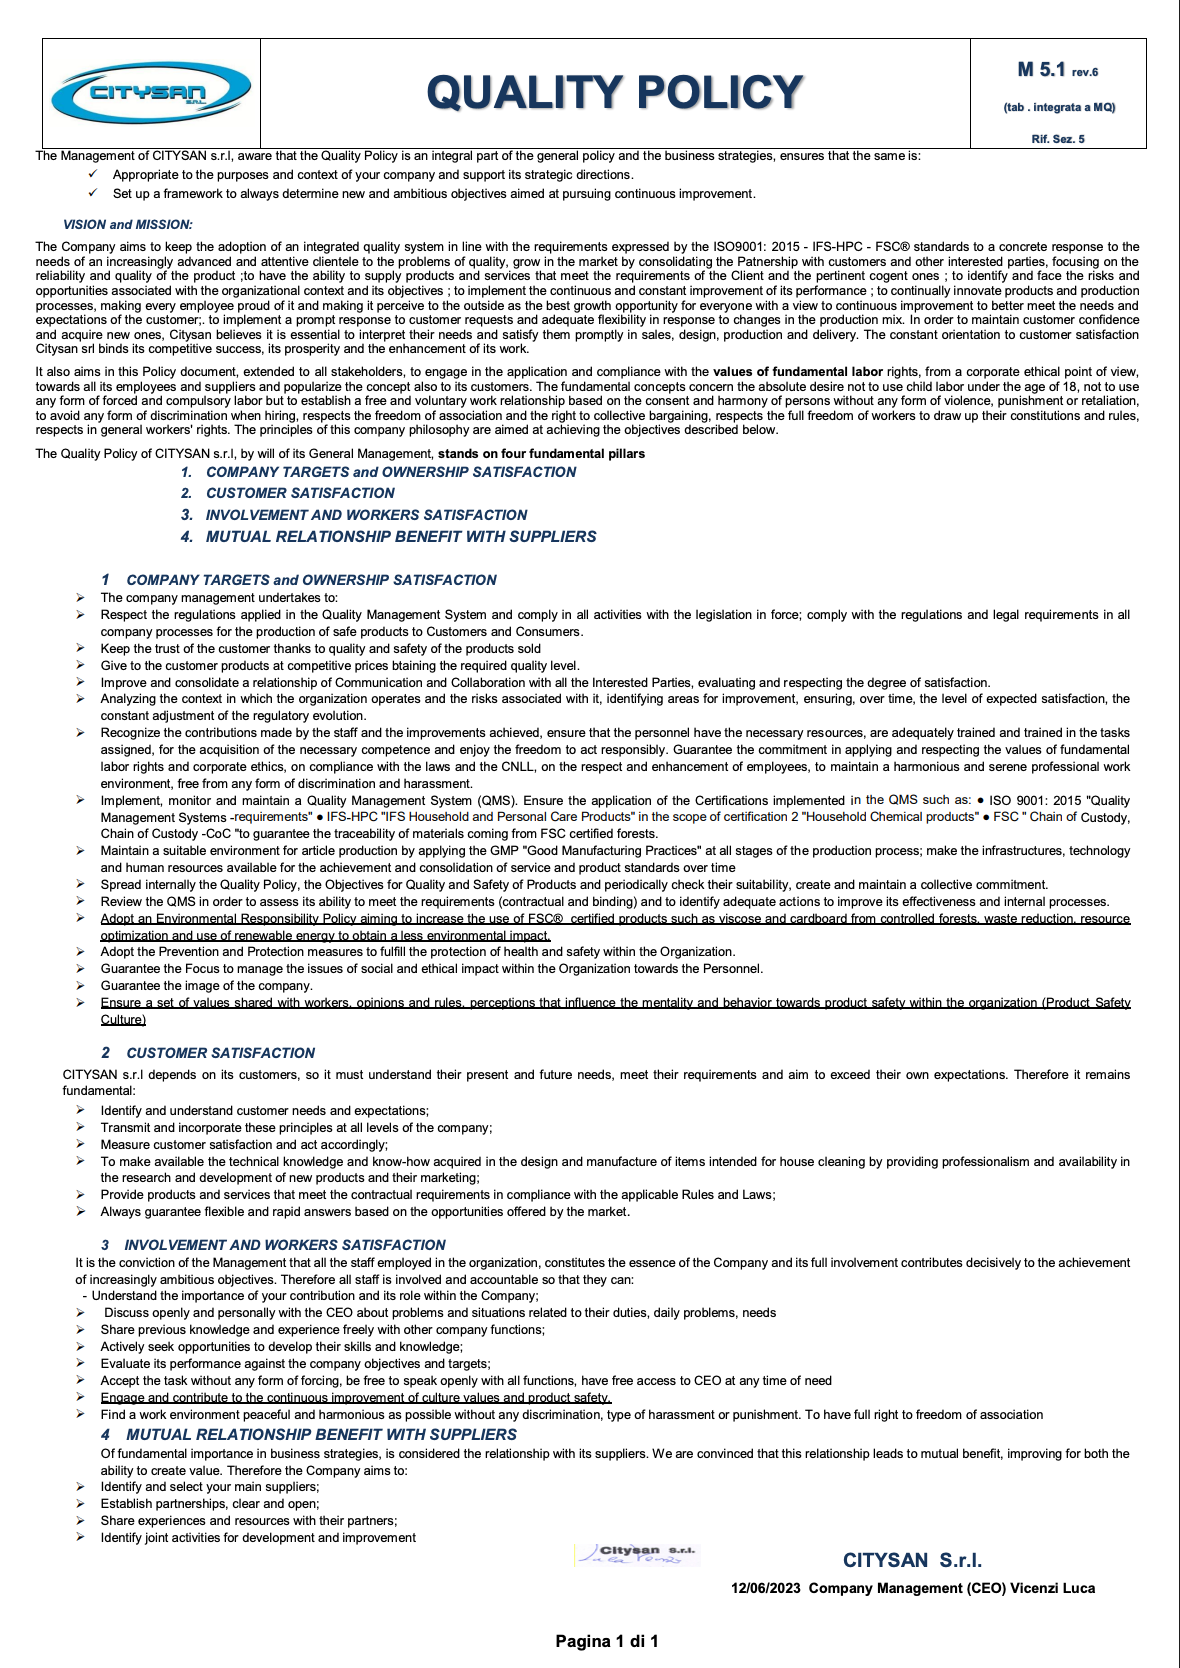 CITYSAN
S.R.L.
QUALITY POLICY
M 5.1 rev.6
(tab . integrata a MQ)
Rif. Sez. 5
The Management of CITYSAN s.r.l, aware that the Quality Policy is an integral part of the general policy and the business strategies, ensures that the same is:
✓ Appropriate to the purposes and context of your company and support its strategic directions.
✓ Set up a framework to always determine new and ambitious objectives aimed at pursuing continuous improvement.
VISION and MISSION:
The Company aims to keep the adoption of an integrated quality system in line with the requirements expressed by the ISO9001: 2015 - IFS-HPC - FSC® standards to a concrete response to the
needs of an increasingly advanced and attentive clientele to the problems of quality, grow in the market by consolidating the Patnership with customers and other interested parties, focusing on the
reliability and quality of the product ;to have the ability to supply products and services that meet the requirements of the Client and the pertinent cogent ones ; to identify and face the risks and
opportunities associated with the organizational context and its objectives ; to implement the continuous and constant improvement of its performance ; to continually innovate products and production
processes, making every employee proud of it and making it perceive to the outside as the best growth opportunity for everyone with a view to continuous improvement to better meet the needs and
expectations of the customer;. to implement a prompt response to customer requests and adequate flexibility in response to changes in the production mix. In order to maintain customer confidence
and acquire new ones, Citysan believes it is essential to interpret their needs and satisfy them promptly in sales, design, production and delivery. The constant orientation to customer satisfaction
Citysan srl binds its competitive success, its prosperity and the enhancement of its work.
It also aims in this Policy document, extended to all stakeholders, to engage in the application and compliance with the values of fundamental labor rights, from a corporate ethical point of view,
towards all its employees and suppliers and popularize the concept also to its customers. The fundamental concepts concern the absolute desire not to use child labor under the age of 18, not to use
any form of forced and compulsory labor but to establish a free and voluntary work relationship based on the consent and harmony of persons without any form of violence, punishment or retaliation,
to avoid any form of discrimination when hiring, respects the freedom of association and the right to collective bargaining, respects the full freedom of workers to draw up their constitutions and rules,
respects in general workers' rights. The principles of this company philosophy are aimed at achieving the objectives described below.
The Quality Policy of CITYSAN s.r.l, by will of its General Management, stands on four fundamental pillars
1. COMPANY TARGETS and OWNERSHIP SATISFACTION
2. CUSTOMER SATISFACTION
3. INVOLVEMENT AND WORKERS SATISFACTION
4. MUTUAL RELATIONSHIP BENEFIT WITH SUPPLIERS
1 COMPANY TARGETS and OWNERSHIP SATISFACTION
➢ The company management undertakes to:
➢ Respect the regulations applied in the Quality Management System and comply in all activities with the legislation in force; comply with the regulations and legal requirements in all
company processes for the production of safe products to Customers and Consumers.
➢ Keep the trust of the customer thanks to quality and safety of the products sold
➢ Give to the customer products at competitive prices btaining the required quality level.
➢ Improve and consolidate a relationship of Communication and Collaboration with all the Interested Parties, evaluating and respecting the degree of satisfaction.
➢ Analyzing the context in which the organization operates and the risks associated with it, identifying areas for improvement, ensuring, over time, the level of expected satisfaction, the
constant adjustment of the regulatory evolution.
➢ Recognize the contributions made by the staff and the improvements achieved, ensure that the personnel have the necessary resources, are adequately trained and trained in the tasks
assigned, for the acquisition of the necessary competence and enjoy the freedom to act responsibly. Guarantee the commitment in applying and respecting the values of fundamental
labor rights and corporate ethics, on compliance with the laws and the CNLL, on the respect and enhancement of employees, to maintain a harmonious and serene professional work
environment, free from any form of discrimination and harassment.
➢ Implement, monitor and maintain a Quality Management System (QMS). Ensure the application of the Certifications implemented in the QMS such as: ● ISO 9001: 2015 "Quality
Management Systems -requirements" ● IFS-HPC "IFS Household and Personal Care Products" in the scope of certification 2 "Household Chemical products" ● FSC " Chain of Custody,
Chain of Custody -CoC "to guarantee the traceability of materials coming from FSC certified forests.
➢ Maintain a suitable environment for article production by applying the GMP "Good Manufacturing Practices" at all stages of the production process; make the infrastructures, technology
and human resources available for the achievement and consolidation of service and product standards over time
➢ Spread internally the Quality Policy, the Objectives for Quality and Safety of Products and periodically check their suitability, create and maintain a collective commitment.
➢ Review the QMS in order to assess its ability to meet the requirements (contractual and binding) and to identify adequate actions to improve its effectiveness and internal processes.
➢ Adopt an Environmental Responsibility Policy aiming to increase the use of FSC® certified products such as viscose and cardboard from controlled forests, waste reduction, resource
optimization and use of renewable energy to obtain a less environmental impact.
➢ Adopt the Prevention and Protection measures to fulfill the protection of health and safety within the Organization.
➢ Guarantee the Focus to manage the issues of social and ethical impact within the Organization towards the Personnel.
➢ Guarantee the image of the company.
➢ Ensure a set of values shared with workers, opinions and rules, perceptions that influence the mentality and behavior towards product safety within the organization (Product Safety
Culture)
2 CUSTOMER SATISFACTION
CITYSAN s.r.l depends on its customers, so it must understand their present and future needs, meet their requirements and aim to exceed their own expectations. Therefore it remains
fundamental:
➢ Identify and understand customer needs and expectations;
➢ Transmit and incorporate these principles at all levels of the company;
➢ Measure customer satisfaction and act accordingly;
➢ To make available the technical knowledge and know-how acquired in the design and manufacture of items intended for house cleaning by providing professionalism and availability in
the research and development of new products and their marketing;
➢ Provide products and services that meet the contractual requirements in compliance with the applicable Rules and Laws;
➢ Always guarantee flexible and rapid answers based on the opportunities offered by the market.
3 INVOLVEMENT AND WORKERS SATISFACTION
It is the conviction of the Management that all the staff employed in the organization, constitutes the essence of the Company and its full involvement contributes decisively to the achievement
of increasingly ambitious objectives. Therefore all staff is involved and accountable so that they can:
- Understand the importance of your contribution and its role within the Company;
➢ Discuss openly and personally with the CEO about problems and situations related to their duties, daily problems, needs
➢ Share previous knowledge and experience freely with other company functions;
➢ Actively seek opportunities to develop their skills and knowledge;
➢ Evaluate its performance against the company objectives and targets;
➢ Accept the task without any form of forcing, be free to speak openly with all functions, have free access to CEO at any time of need
➢ Engage and contribute to the continuous improvement of culture values and product safety.
➢ Find a work environment peaceful and harmonious as possible without any discrimination, type of harassment or punishment. To have full right to freedom of association
4 MUTUAL RELATIONSHIP BENEFIT WITH SUPPLIERS
Of fundamental importance in business strategies, is considered the relationship with its suppliers. We are convinced that this relationship leads to mutual benefit, improving for both the
ability to create value. Therefore the Company aims to:
➢ Identify and select your main suppliers;
➢ Establish partnerships, clear and open;
➢ Share experiences and resources with their partners;
➢ Identify joint activities for development and improvement
Citysan s.r.l.
CITYSAN S.r.l.
12/06/2023 Company Management (CEO) Vicenzi Luca
Pagina 1 di 1